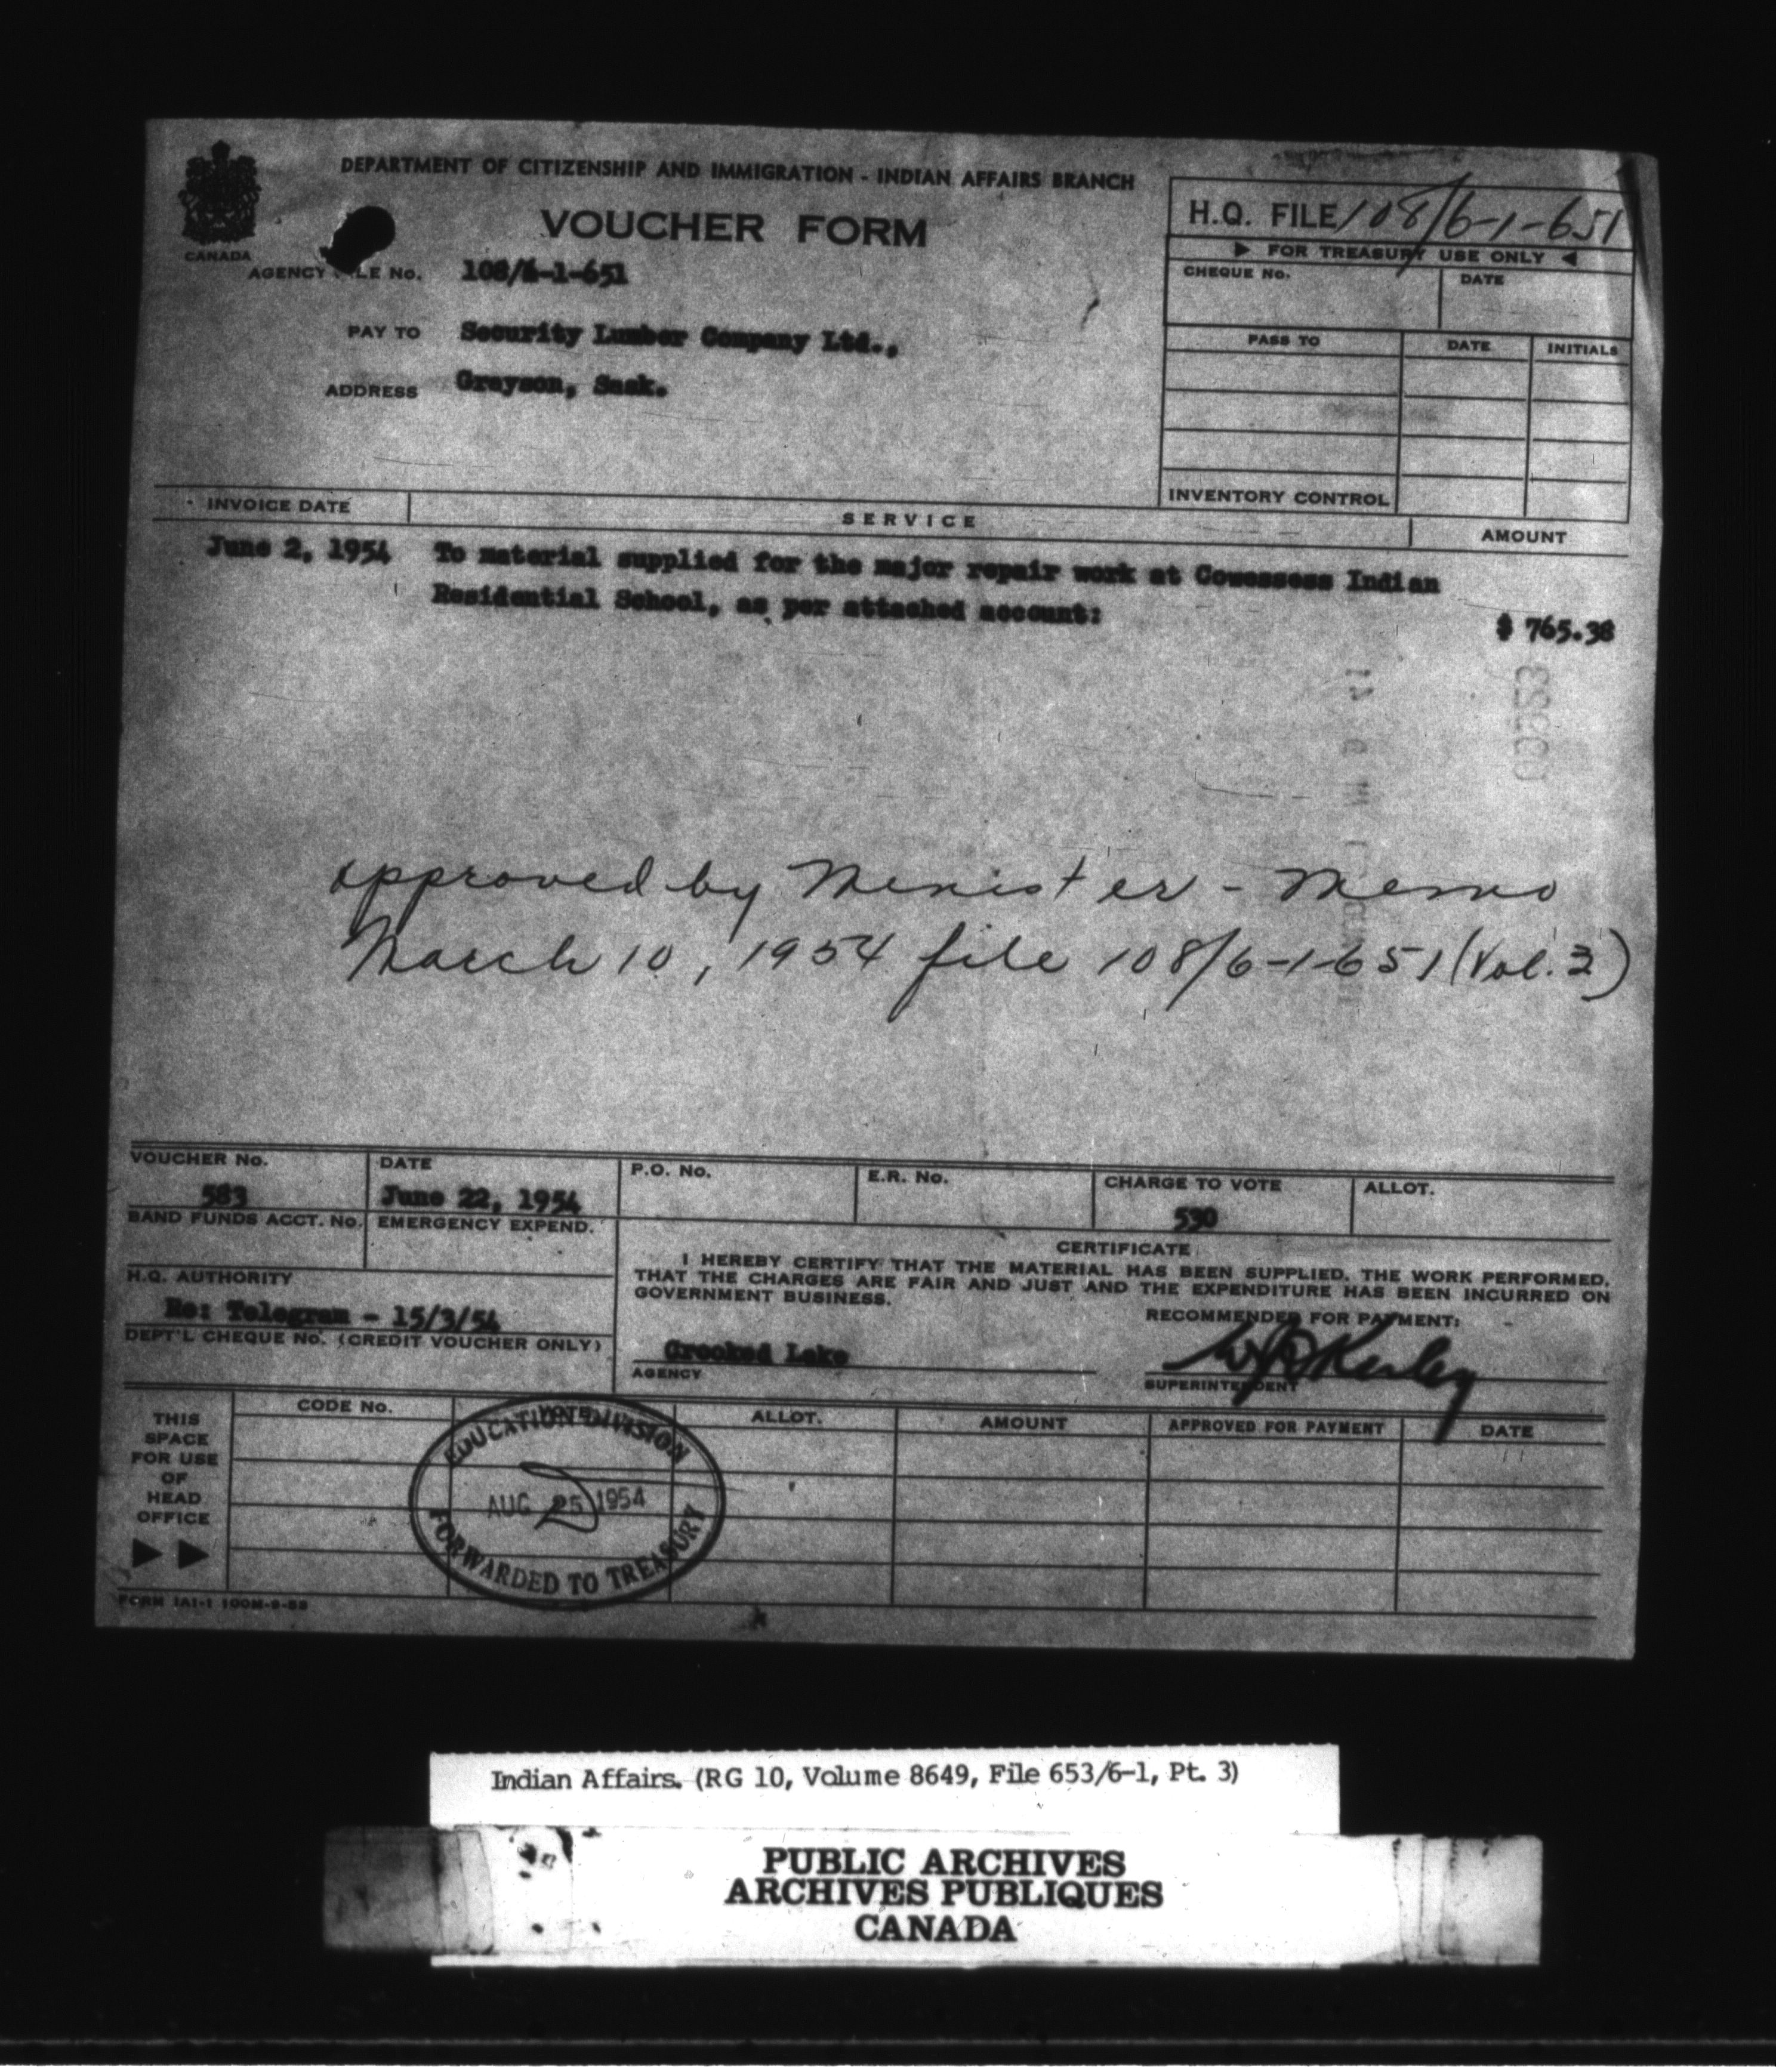 DEPARTMENT OF CITIZENSHIP AND IMMIGRATION - INDIAN AFFAIRS BRANCH
CANADA
VOUCHER FORM
H.Q. FILE 108/6-1-651
▶ FOR TREASURY USE ONLY ◀
CHEQUE No. DATE
AGENCY LE No. 108/6-1-651
PAY TO Security Lumber Company Ltd.,
ADDRESS Grayson, Sask.
PASS TO DATE INITIALS
INVENTORY CONTROL
INVOICE DATE SERVICE AMOUNT
June 2, 1954 To material supplied for the major repair work at Cowessess Indian
Residential School, as per attached account: $ 765.38
approved by Minister - Memo
March 10, 1954 file 108/6-1-651 (Vol. 3)
VOUCHER No. DATE P.O. No. E.R. No. CHARGE TO VOTE ALLOT.
583 June 22, 1954 530
BAND FUNDS ACCT. No. EMERGENCY EXPEND.
CERTIFICATE
I HEREBY CERTIFY THAT THE MATERIAL HAS BEEN SUPPLIED, THE WORK PERFORMED,
THAT THE CHARGES ARE FAIR AND JUST AND THE EXPENDITURE HAS BEEN INCURRED ON
GOVERNMENT BUSINESS.
H.Q. AUTHORITY
Re: Telegram - 15/3/54
RECOMMENDED FOR PAYMENT:
DEPT'L CHEQUE No. (CREDIT VOUCHER ONLY)
Crooked Lake
AGENCY
SUPERINTENDENT
THIS
SPACE
FOR USE
OF
HEAD
OFFICE
▶ ▶
CODE No. VOTE ALLOT. AMOUNT APPROVED FOR PAYMENT DATE
EDUCATION DIVISION
AUG 25 1954
FORWARDED TO TREASURY
FORM IAI-1 100M-9-53
Indian Affairs. (RG 10, Volume 8649, File 653/6-1, Pt. 3)
PUBLIC ARCHIVES
ARCHIVES PUBLIQUES
CANADA